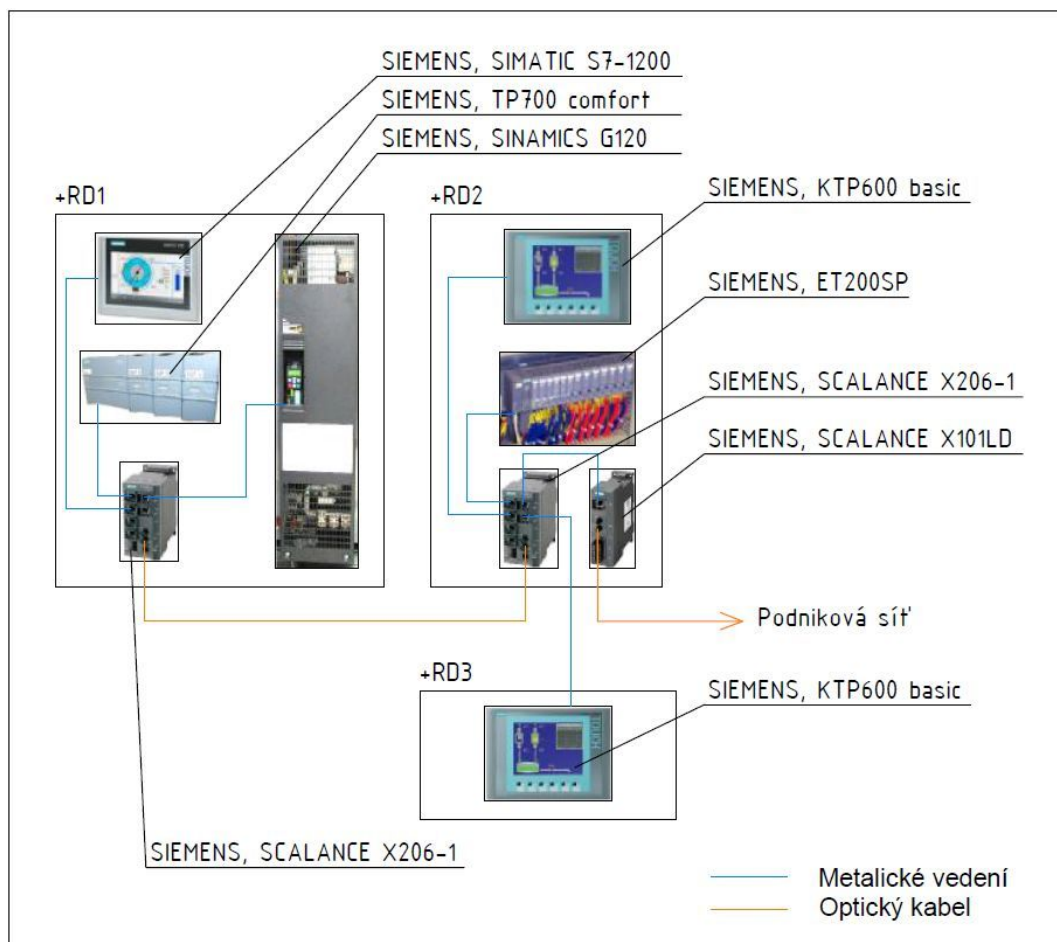 SIEMENS, SIMATIC S7-1200
SIEMENS, TP700 comfort
SIEMENS, SINAMICS G120
+RD1
+RD2
SIEMENS, KTP600 basic
SIEMENS, ET200SP
SIEMENS, SCALANCE X206-1
SIEMENS, SCALANCE X101LD
Podniková síť
+RD3
SIEMENS, KTP600 basic
SIEMENS, SCALANCE X206-1
Metalické vedení
Optický kabel